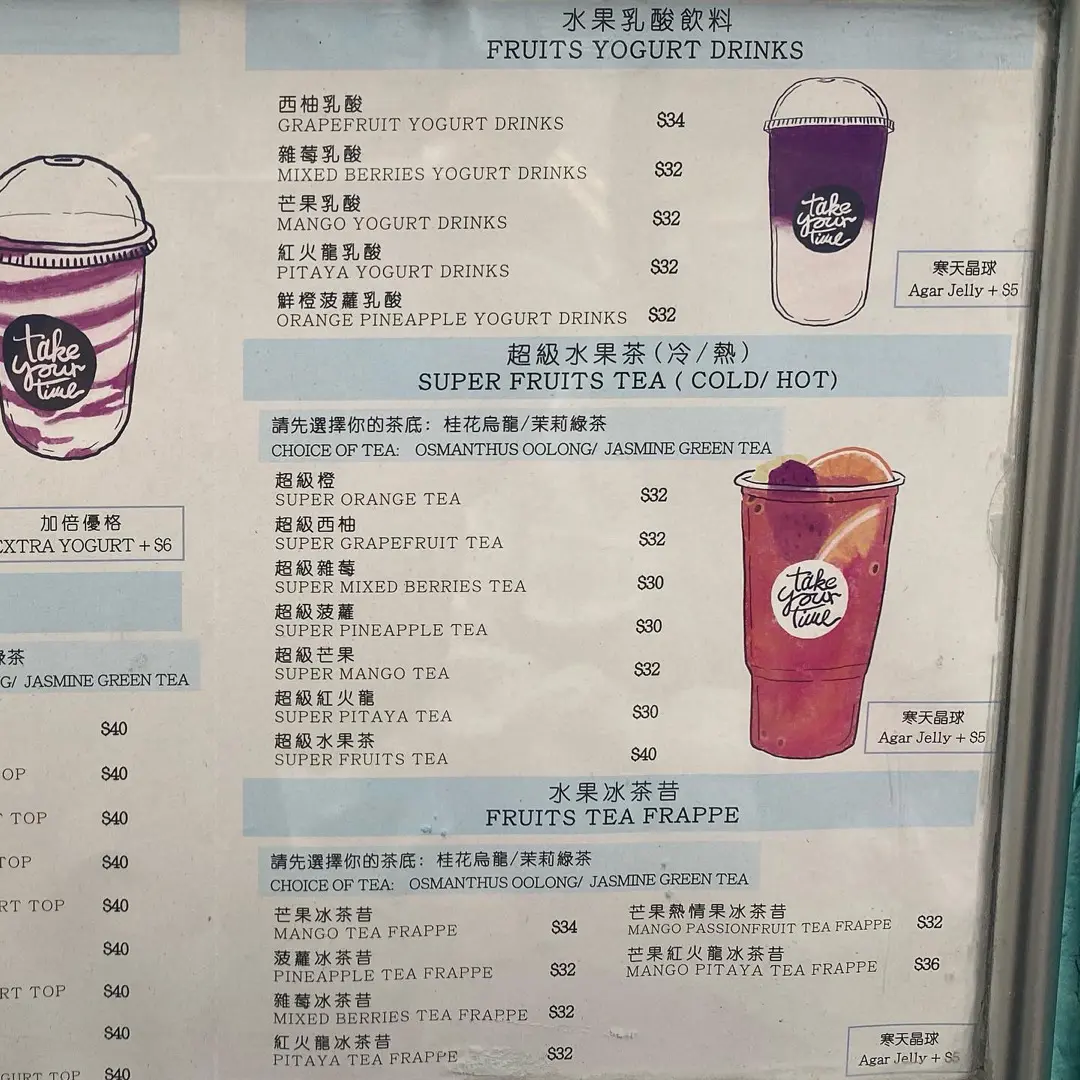 take
your
time
加倍優格
EXTRA YOGURT + $6
綠茶
G/ JASMINE GREEN TEA
$40
OP $40
T TOP $40
TOP $40
RT TOP $40
$40
RT TOP $40
$40
GURT TOP $40
水果乳酸飲料
FRUITS YOGURT DRINKS
西柚乳酸
GRAPEFRUIT YOGURT DRINKS $34
雜莓乳酸
MIXED BERRIES YOGURT DRINKS $32
芒果乳酸
MANGO YOGURT DRINKS $32
紅火龍乳酸
PITAYA YOGURT DRINKS $32
鮮橙菠蘿乳酸
ORANGE PINEAPPLE YOGURT DRINKS $32
take
your
time
寒天晶球
Agar Jelly + $5
超級水果茶(冷/熱)
SUPER FRUITS TEA ( COLD/ HOT)
請先選擇你的茶底: 桂花烏龍/茉莉綠茶
CHOICE OF TEA: OSMANTHUS OOLONG/ JASMINE GREEN TEA
超級橙
SUPER ORANGE TEA $32
超級西柚
SUPER GRAPEFRUIT TEA $32
超級雜莓
SUPER MIXED BERRIES TEA $30
超級菠蘿
SUPER PINEAPPLE TEA $30
超級芒果
SUPER MANGO TEA $32
超級紅火龍
SUPER PITAYA TEA $30
超級水果茶
SUPER FRUITS TEA $40
take
your
time
寒天晶球
Agar Jelly + $5
水果冰茶昔
FRUITS TEA FRAPPE
請先選擇你的茶底: 桂花烏龍/茉莉綠茶
CHOICE OF TEA: OSMANTHUS OOLONG/ JASMINE GREEN TEA
芒果冰茶昔
MANGO TEA FRAPPE $34
菠蘿冰茶昔
PINEAPPLE TEA FRAPPE $32
雜莓冰茶昔
MIXED BERRIES TEA FRAPPE $32
紅火龍冰茶昔
PITAYA TEA FRAPPE $32
芒果熱情果冰茶昔
MANGO PASSIONFRUIT TEA FRAPPE $32
芒果紅火龍冰茶昔
MANGO PITAYA TEA FRAPPE $36
寒天晶球
Agar Jelly + $5